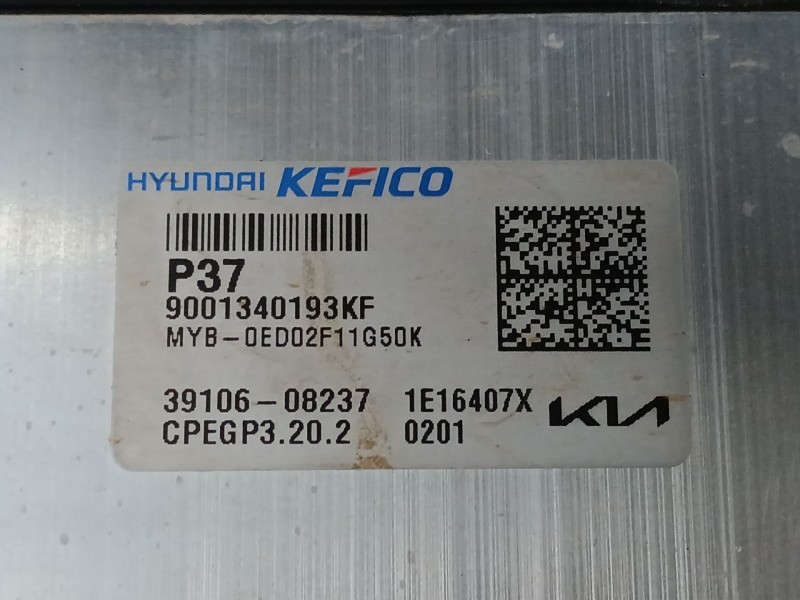 HYUNDAI KEFICO
P37
9001340193KF
MYB-0ED02F11G50K
39106-08237 1E16407X KIA
CPEGP3.20.2 0201